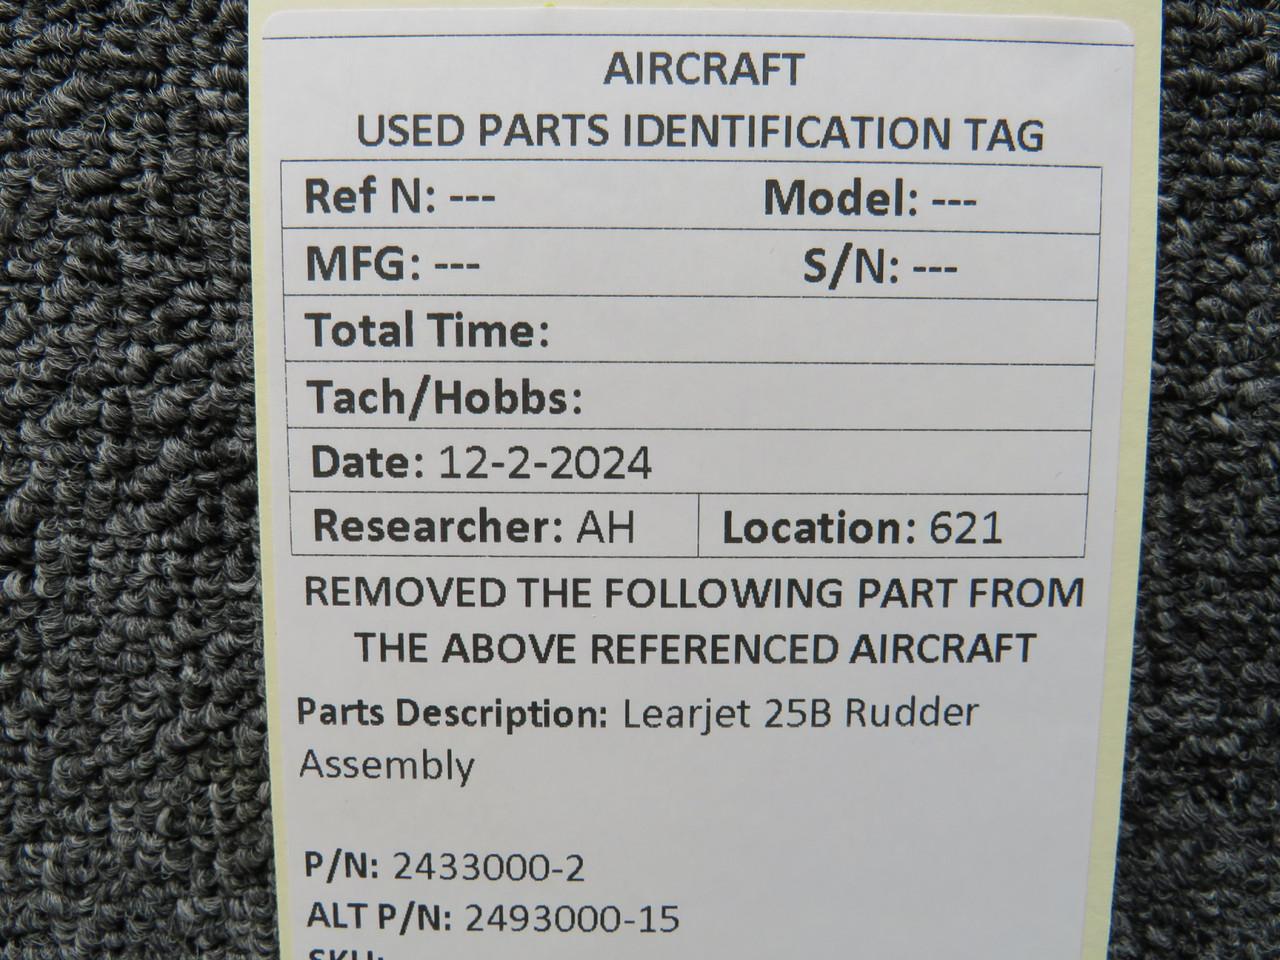 AIRCRAFT
USED PARTS IDENTIFICATION TAG
Ref N: --- Model: ---
MFG: --- S/N: ---
Total Time:
Tach/Hobbs:
Date: 12-2-2024
Researcher: AH Location: 621
REMOVED THE FOLLOWING PART FROM
THE ABOVE REFERENCED AIRCRAFT
Parts Description: Learjet 25B Rudder
Assembly
P/N: 2433000-2
ALT P/N: 2493000-15
SKU: